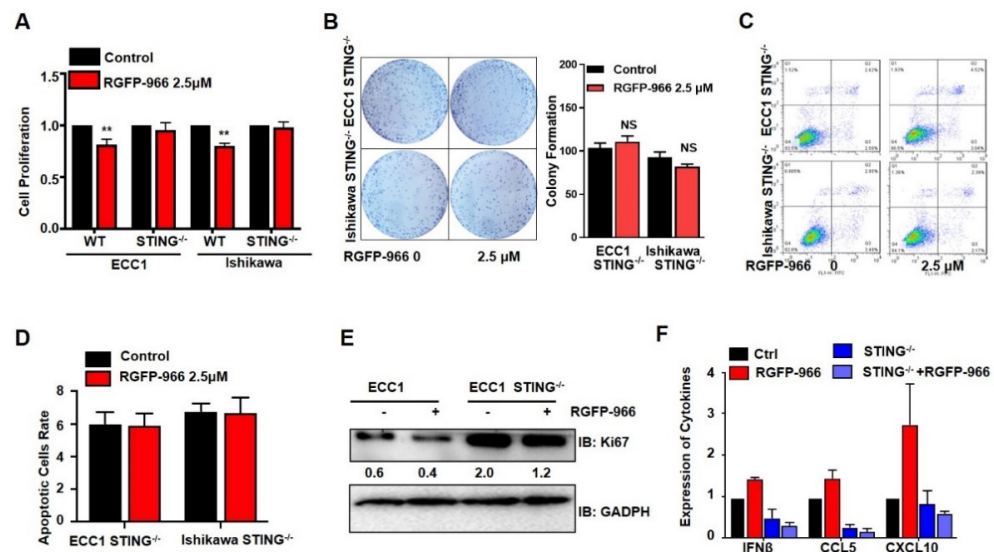 A
Control
RGFP-966 2.5µM
Cell Proliferation
1.5
1.0
0.5
0.0
**
**
WT
STING-/-
WT
STING-/-
ECC1
Ishikawa
B
Ishikawa STING-/- ECC1 STING-/-
RGFP-966 0
2.5 µM
Control
RGFP-966 2.5 µM
Colony Formation
200
150
100
50
0
NS
NS
ECC1
STING-/-
Ishikawa
STING-/-
C
Ishikawa STING-/- ECC1 STING-/-
RGFP-966
0
2.5 µM
D
Control
RGFP-966 2.5µM
Apoptotic Cells Rate
8
6
4
2
0
ECC1 STING-/-
Ishikawa STING-/-
E
ECC1
ECC1 STING-/-
-
+
-
+
RGFP-966
IB: Ki67
0.6
0.4
2.0
1.2
IB: GADPH
F
Ctrl
STING-/-
RGFP-966
STING-/-+RGFP-966
Expression of Cytokines
4
3
2
1
0
IFNß
CCL5
CXCL10